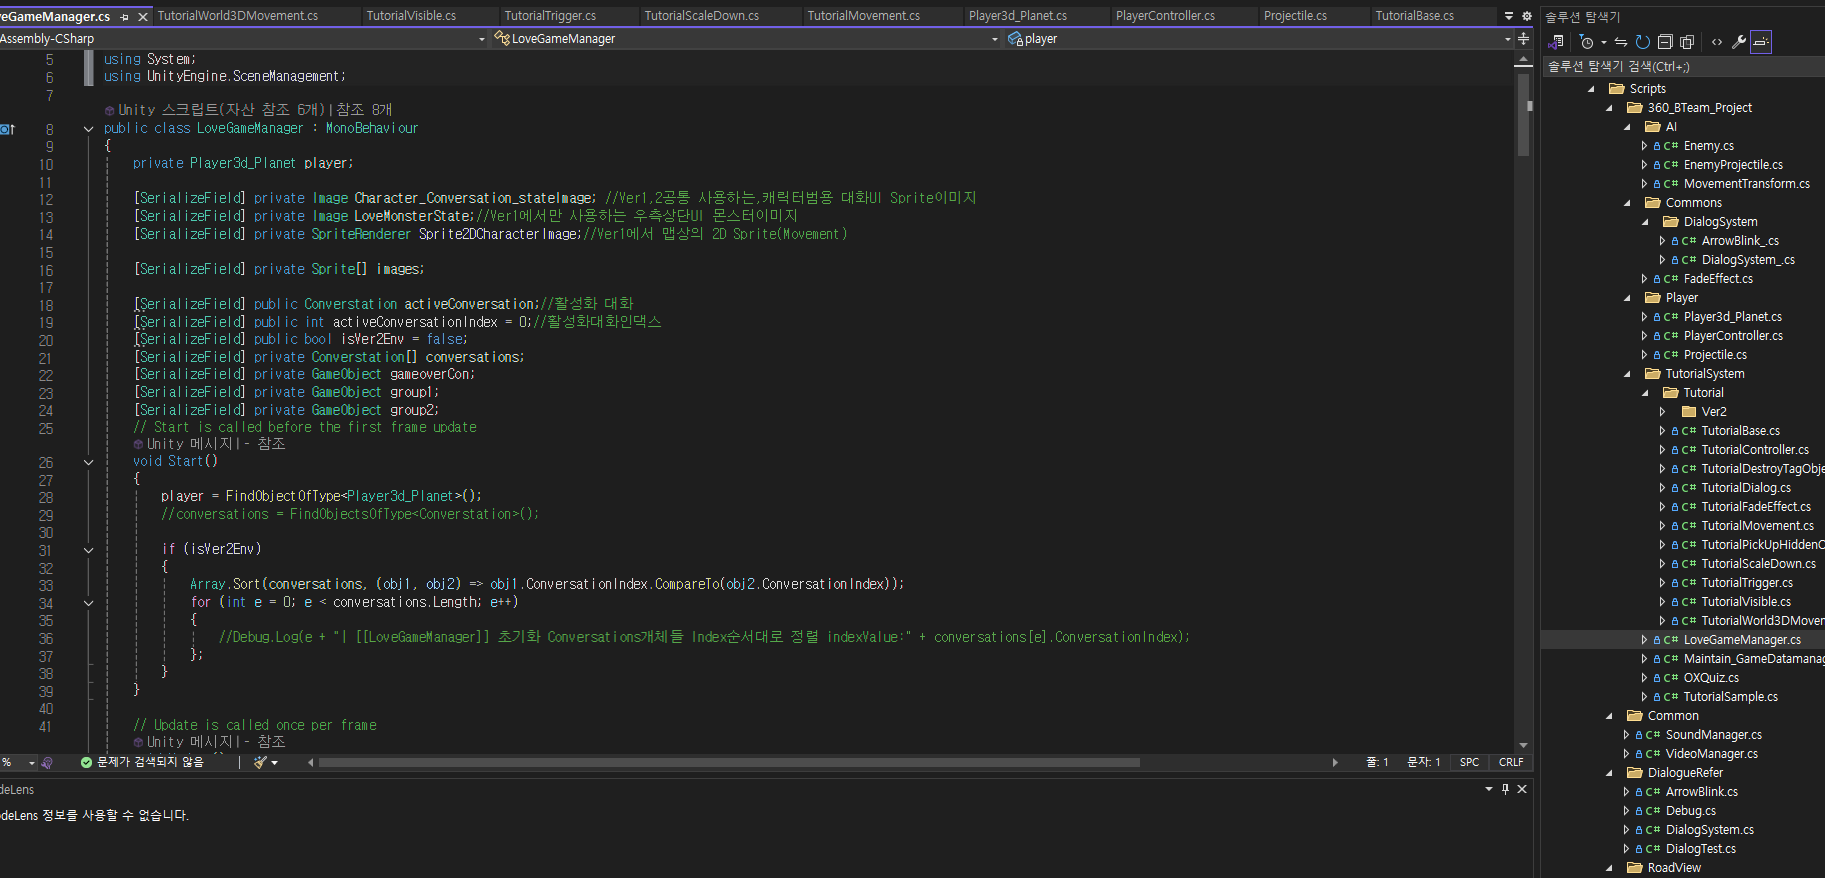 eGameManager.cs
TutorialWorld3DMovement.cs
TutorialVisible.cs
TutorialTrigger.cs
TutorialScaleDown.cs
TutorialMovement.cs
Player3d_Planet.cs
PlayerController.cs
Projectile.cs
TutorialBase.cs
Assembly-CSharp
LoveGameManager
player
5 using System;
6 using UnityEngine.SceneManagement;
7
Unity 스크립트(자산 참조 6개)|참조 8개
8 public class LoveGameManager : MonoBehaviour
9 {
10 private Player3d_Planet player;
11
12 [SerializeField] private Image Character_Conversation_stateImage; //Ver1,2공통 사용하는,캐릭터범용 대화UI Sprite이미지
13 [SerializeField] private Image LoveMonsterState;//Ver1에서만 사용하는 우측상단UI 몬스터이미지
14 [SerializeField] private SpriteRenderer Sprite2DCharacterImage;//Ver1에서 맵상의 2D Sprite(Movement)
15
16 [SerializeField] private Sprite[] images;
17
18 [SerializeField] public Converstation activeConversation;//활성화 대화
19 [SerializeField] public int activeConversationIndex = 0;//활성화대화인댁스
20 [SerializeField] public bool isVer2Env = false;
21 [SerializeField] private Converstation[] conversations;
22 [SerializeField] private GameObject gameoverCon;
23 [SerializeField] private GameObject group1;
24 [SerializeField] private GameObject group2;
25 // Start is called before the first frame update
Unity 메시지|- 참조
26 void Start()
27 {
28 player = FindObjectOfType<Player3d_Planet>();
29 //conversations = FindObjectsOfType<Converstation>();
30
31 if (isVer2Env)
32 {
33 Array.Sort(conversations, (obj1, obj2) => obj1.ConversationIndex.CompareTo(obj2.ConversationIndex));
34 for (int e = 0; e < conversations.Length; e++)
35 {
36 //Debug.Log(e + "| [[LoveGameManager]] 초기화 Conversations개체들 Index순서대로 정렬 indexValue:" + conversations[e].ConversationIndex);
37 };
38 }
39 }
40
41 // Update is called once per frame
Unity 메시지|- 참조
%
문제가 검색되지 않음
줄: 1
문자: 1
SPC
CRLF
deLens
odeLens 정보를 사용할 수 없습니다.
솔루션 탐색기
솔루션 탐색기 검색(Ctrl+;)
Scripts
360_BTeam_Project
AI
C# Enemy.cs
C# EnemyProjectile.cs
C# MovementTransform.cs
Commons
DialogSystem
C# ArrowBlink_.cs
C# DialogSystem_.cs
C# FadeEffect.cs
Player
C# Player3d_Planet.cs
C# PlayerController.cs
C# Projectile.cs
TutorialSystem
Tutorial
Ver2
C# TutorialBase.cs
C# TutorialController.cs
C# TutorialDestroyTagObje
C# TutorialDialog.cs
C# TutorialFadeEffect.cs
C# TutorialMovement.cs
C# TutorialPickUpHiddenO
C# TutorialScaleDown.cs
C# TutorialTrigger.cs
C# TutorialVisible.cs
C# TutorialWorld3DMovem
C# LoveGameManager.cs
C# Maintain_GameDatamanag
C# OXQuiz.cs
C# TutorialSample.cs
Common
C# SoundManager.cs
C# VideoManager.cs
DialogueRefer
C# ArrowBlink.cs
C# Debug.cs
C# DialogSystem.cs
C# DialogTest.cs
RoadView